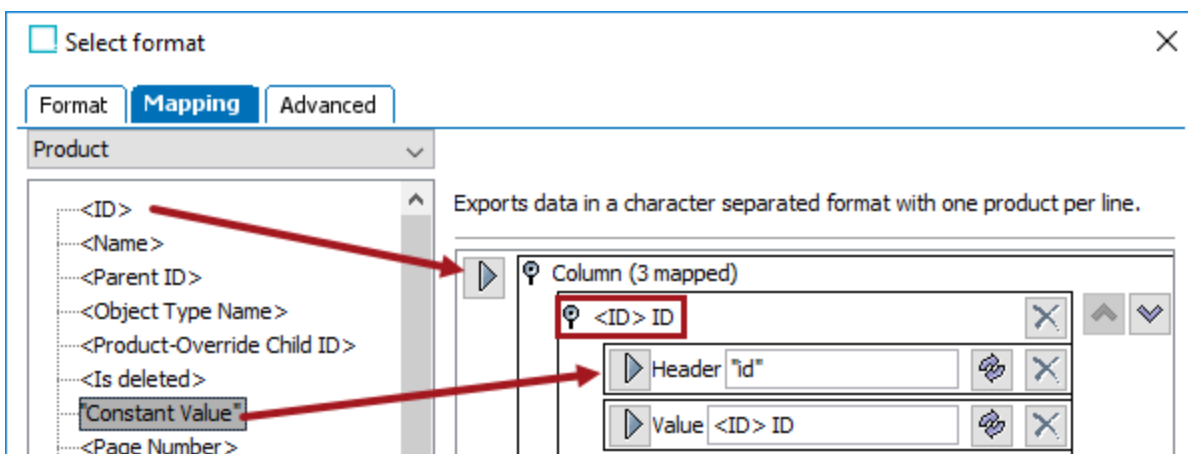 Select format
Format Mapping Advanced
Product
<ID>
<Name>
<Parent ID>
<Object Type Name>
<Product-Override Child ID>
<Is deleted>
"Constant Value"
<Page Number>
Exports data in a character separated format with one product per line.
Column (3 mapped)
<ID> ID
Header "id"
Value <ID> ID